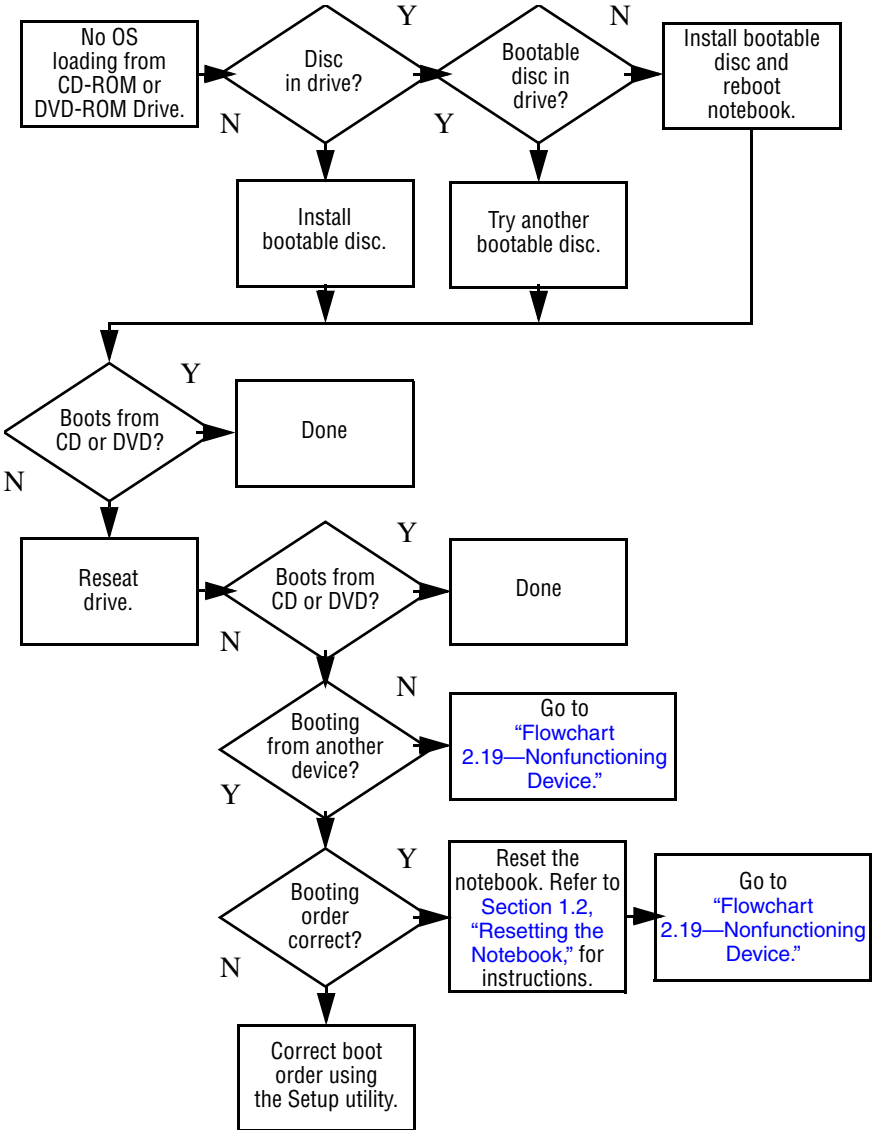 No OS
loading from
CD-ROM or
DVD-ROM Drive.
Disc
in drive?
Y
N
Bootable
disc in
drive?
N
Y
Install bootable
disc and
reboot
notebook.
Install
bootable disc.
Try another
bootable disc.
Boots from
CD or DVD?
Y
N
Done
Reseat
drive.
Boots from
CD or DVD?
Y
N
Done
Booting
from another
device?
N
Y
Go to
“Flowchart
2.19—Nonfunctioning
Device.”
Booting
order
correct?
Y
N
Reset the
notebook. Refer to
Section 1.2,
“Resetting the
Notebook,” for
instructions.
Go to
“Flowchart
2.19—Nonfunctioning
Device.”
Correct boot
order using
the Setup utility.